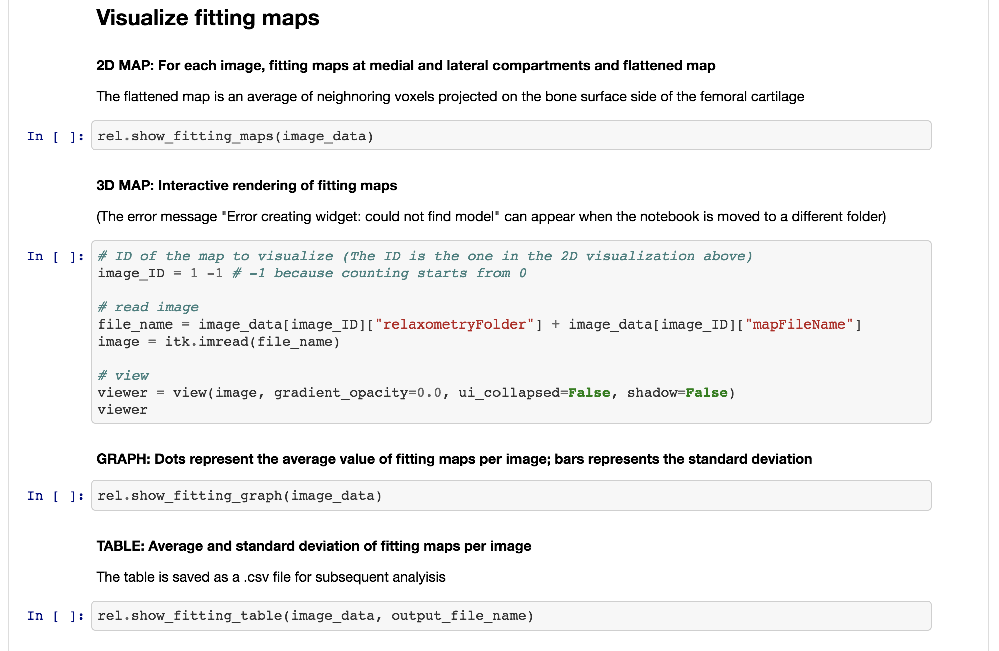 Visualize fitting maps
2D MAP: For each image, fitting maps at medial and lateral compartments and flattened map
The flattened map is an average of neighnoring voxels projected on the bone surface side of the femoral cartilage
In [ ]: rel.show_fitting_maps(image_data)
3D MAP: Interactive rendering of fitting maps
(The error message "Error creating widget: could not find model" can appear when the notebook is moved to a different folder)
In [ ]: # ID of the map to visualize (The ID is the one in the 2D visualization above)
image_ID = 1 -1 # -1 because counting starts from 0
# read image
file_name = image_data[image_ID]["relaxometryFolder"] + image_data[image_ID]["mapFileName"]
image = itk.imread(file_name)
# view
viewer = view(image, gradient_opacity=0.0, ui_collapsed=False, shadow=False)
viewer
GRAPH: Dots represent the average value of fitting maps per image; bars represents the standard deviation
In [ ]: rel.show_fitting_graph(image_data)
TABLE: Average and standard deviation of fitting maps per image
The table is saved as a .csv file for subsequent analyisis
In [ ]: rel.show_fitting_table(image_data, output_file_name)